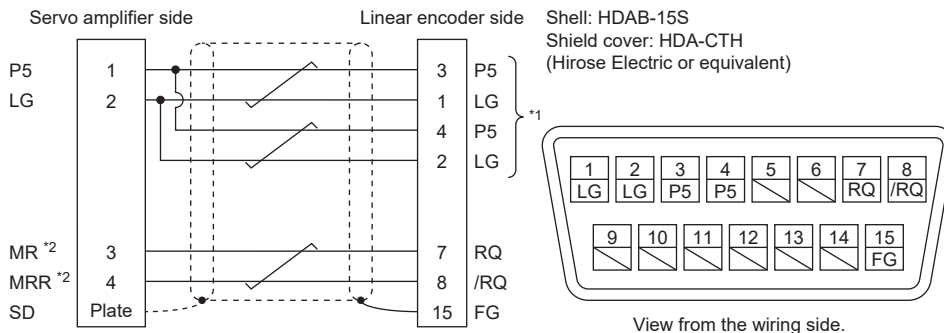 Servo amplifier side
Linear encoder side
Shell: HDAB-15S
Shield cover: HDA-CTH
(Hirose Electric or equivalent)
P5 1 3 P5
LG 2 1 LG
4 P5
2 LG
*1
MR *2 3 7 RQ
MRR *2 4 8 /RQ
SD Plate 15 FG
1 2 3 4 5 6 7 8
LG LG P5 P5 RQ /RQ
9 10 11 12 13 14 15
FG
View from the wiring side.